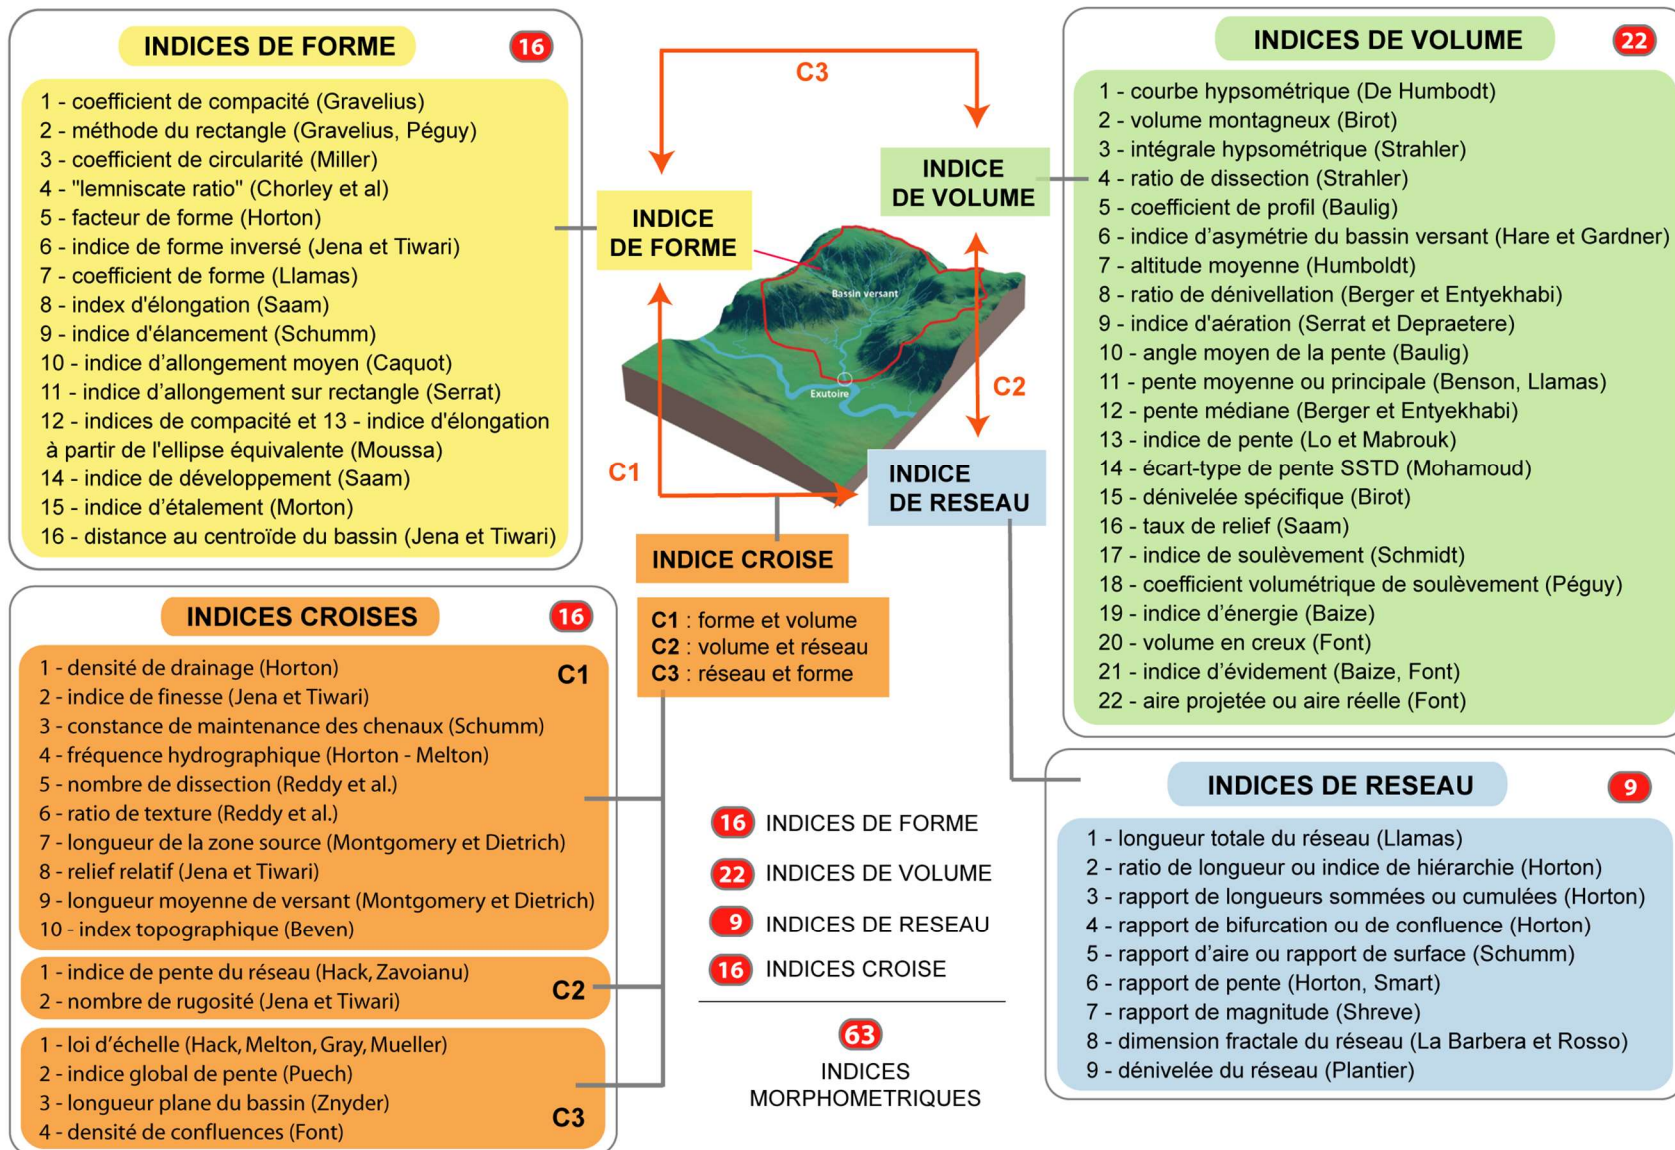 INDICES DE FORME
16
1 - coefficient de compacité (Gravelius)
2 - méthode du rectangle (Gravelius, Péguy)
3 - coefficient de circularité (Miller)
4 - "lemniscate ratio" (Chorley et al)
5 - facteur de forme (Horton)
6 - indice de forme inversé (Jena et Tiwari)
7 - coefficient de forme (Llamas)
8 - index d'élongation (Saam)
9 - indice d'élancement (Schumm)
10 - indice d'allongement moyen (Caquot)
11 - indice d'allongement sur rectangle (Serrat)
12 - indices de compacité et 13 - indice d'élongation
à partir de l'ellipse équivalente (Moussa)
14 - indice de développement (Saam)
15 - indice d'étalement (Morton)
16 - distance au centroïde du bassin (Jena et Tiwari)
C3
INDICE
DE FORME
INDICE
DE VOLUME
Bassin versant
Exutoire
C1
C2
INDICE
DE RESEAU
INDICE CROISE
C1 : forme et volume
C2 : volume et réseau
C3 : réseau et forme
INDICES DE VOLUME
22
1 - courbe hypsométrique (De Humbodt)
2 - volume montagneux (Birot)
3 - intégrale hypsométrique (Strahler)
4 - ratio de dissection (Strahler)
5 - coefficient de profil (Baulig)
6 - indice d'asymétrie du bassin versant (Hare et Gardner)
7 - altitude moyenne (Humboldt)
8 - ratio de dénivellation (Berger et Entyekhabi)
9 - indice d'aération (Serrat et Depraetere)
10 - angle moyen de la pente (Baulig)
11 - pente moyenne ou principale (Benson, Llamas)
12 - pente médiane (Berger et Entyekhabi)
13 - indice de pente (Lo et Mabrouk)
14 - écart-type de pente SSTD (Mohamoud)
15 - dénivelée spécifique (Birot)
16 - taux de relief (Saam)
17 - indice de soulèvement (Schmidt)
18 - coefficient volumétrique de soulèvement (Péguy)
19 - indice d'énergie (Baize)
20 - volume en creux (Font)
21 - indice d'évidement (Baize, Font)
22 - aire projetée ou aire réelle (Font)
INDICES CROISES
16
1 - densité de drainage (Horton)
C1
2 - indice de finesse (Jena et Tiwari)
3 - constance de maintenance des chenaux (Schumm)
4 - fréquence hydrographique (Horton - Melton)
5 - nombre de dissection (Reddy et al.)
6 - ratio de texture (Reddy et al.)
7 - longueur de la zone source (Montgomery et Dietrich)
8 - relief relatif (Jena et Tiwari)
9 - longueur moyenne de versant (Montgomery et Dietrich)
10 - index topographique (Beven)
1 - indice de pente du réseau (Hack, Zavoianu)
2 - nombre de rugosité (Jena et Tiwari)
C2
1 - loi d'échelle (Hack, Melton, Gray, Mueller)
2 - indice global de pente (Puech)
3 - longueur plane du bassin (Znyder)
4 - densité de confluences (Font)
C3
16 INDICES DE FORME
22 INDICES DE VOLUME
9 INDICES DE RESEAU
16 INDICES CROISE
63
INDICES
MORPHOMETRIQUES
INDICES DE RESEAU
9
1 - longueur totale du réseau (Llamas)
2 - ratio de longueur ou indice de hiérarchie (Horton)
3 - rapport de longueurs sommées ou cumulées (Horton)
4 - rapport de bifurcation ou de confluence (Horton)
5 - rapport d'aire ou rapport de surface (Schumm)
6 - rapport de pente (Horton, Smart)
7 - rapport de magnitude (Shreve)
8 - dimension fractale du réseau (La Barbera et Rosso)
9 - dénivelée du réseau (Plantier)